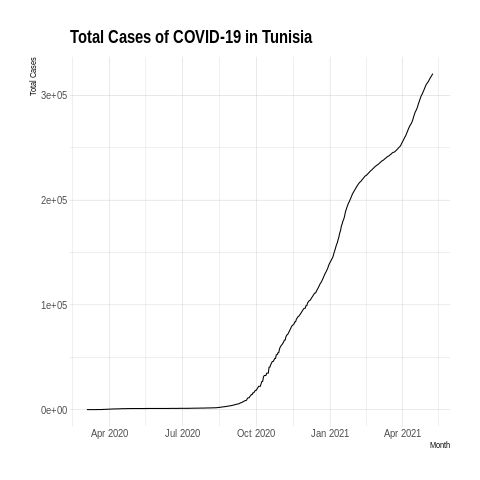 Total Cases of COVID-19 in Tunisia
Total Cases
3e+05
2e+05
1e+05
0e+00
Apr 2020 Jul 2020 Oct 2020 Jan 2021 Apr 2021
Month